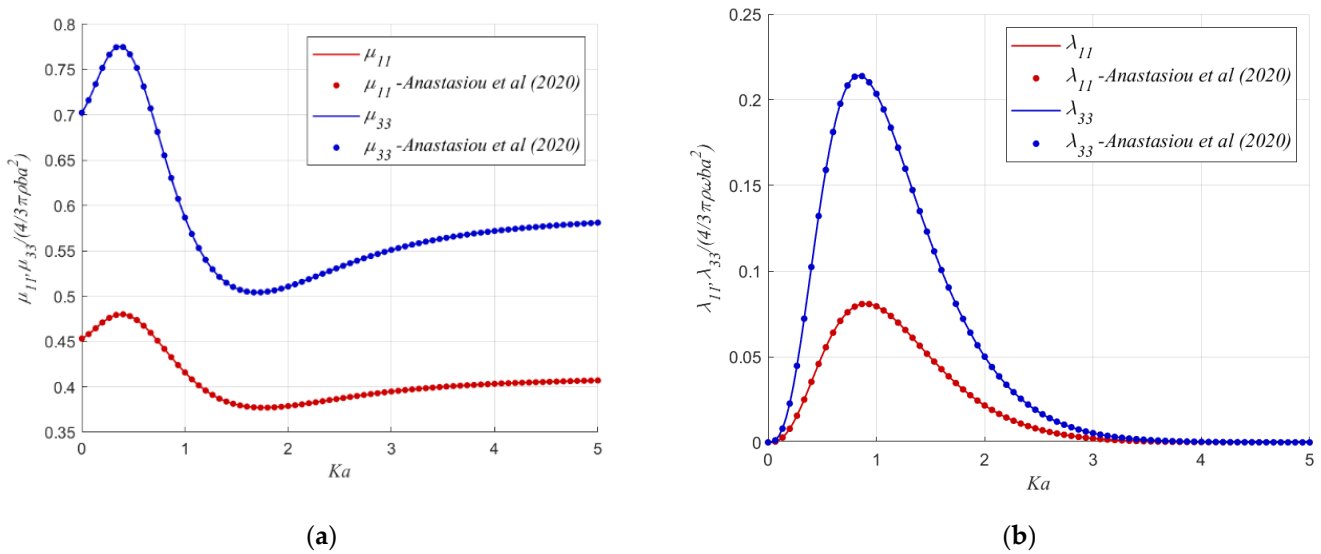 0.8
0.75
0.7
0.65
0.6
0.55
0.5
0.45
0.4
0.35
0
1
2
3
4
5
μ₁₁, μ₃₃/(4/3πρba²)
Ka
μ₁₁
μ₁₁ -Anastasiou et al (2020)
μ₃₃
μ₃₃ -Anastasiou et al (2020)
(a)
0.25
0.2
0.15
0.1
0.05
0
0
1
2
3
4
5
λ₁₁, λ₃₃/(4/3πρωba²)
Ka
λ₁₁
λ₁₁ -Anastasiou et al (2020)
λ₃₃
λ₃₃ -Anastasiou et al (2020)
(b)